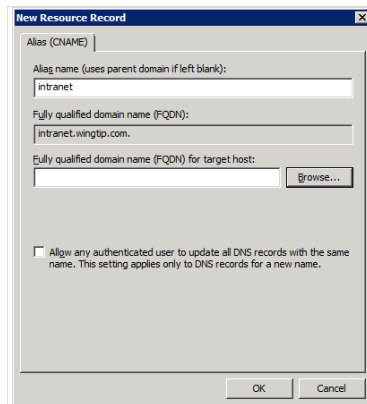 New Resource Record
Alias (CNAME)
Alias name (uses parent domain if left blank):
intranet
Fully qualified domain name (FQDN):
intranet.wingtip.com.
Fully qualified domain name (FQDN) for target host:
Browse...
Allow any authenticated user to update all DNS records with the same
name. This setting applies only to DNS records for a new name.
OK Cancel